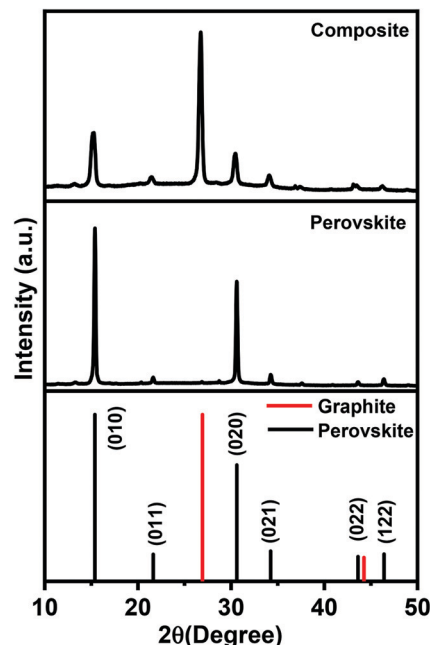 Composite
Perovskite
Intensity (a.u.)
Graphite
Perovskite
(010)
(011)
(020)
(021)
(022)
(122)
10 20 30 40 50
2θ(Degree)